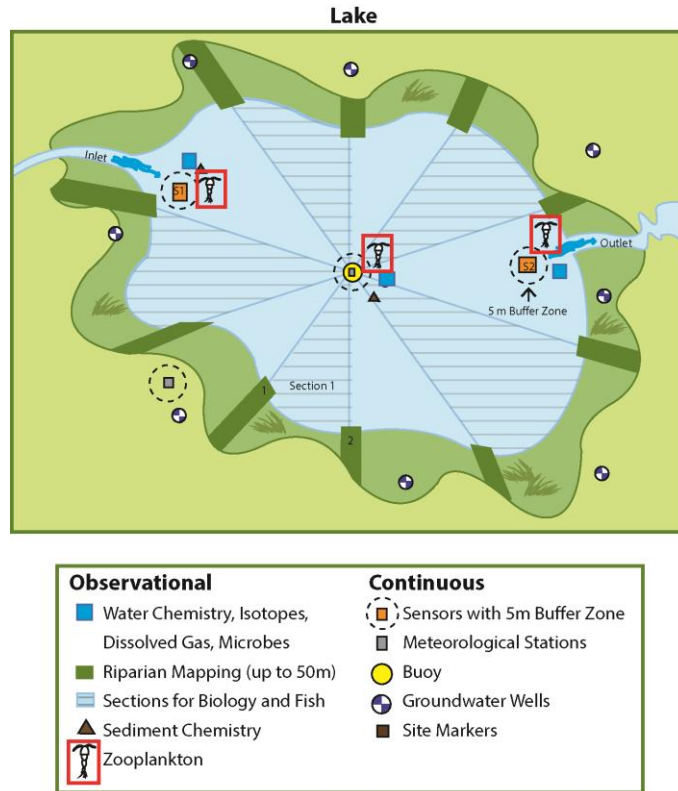 Lake
Inlet
S1
Outlet
S2
5 m Buffer Zone
1
Section 1
2
Observational
Water Chemistry, Isotopes,
Dissolved Gas, Microbes
Riparian Mapping (up to 50m)
Sections for Biology and Fish
Sediment Chemistry
Zooplankton
Continuous
Sensors with 5m Buffer Zone
Meteorological Stations
Buoy
Groundwater Wells
Site Markers